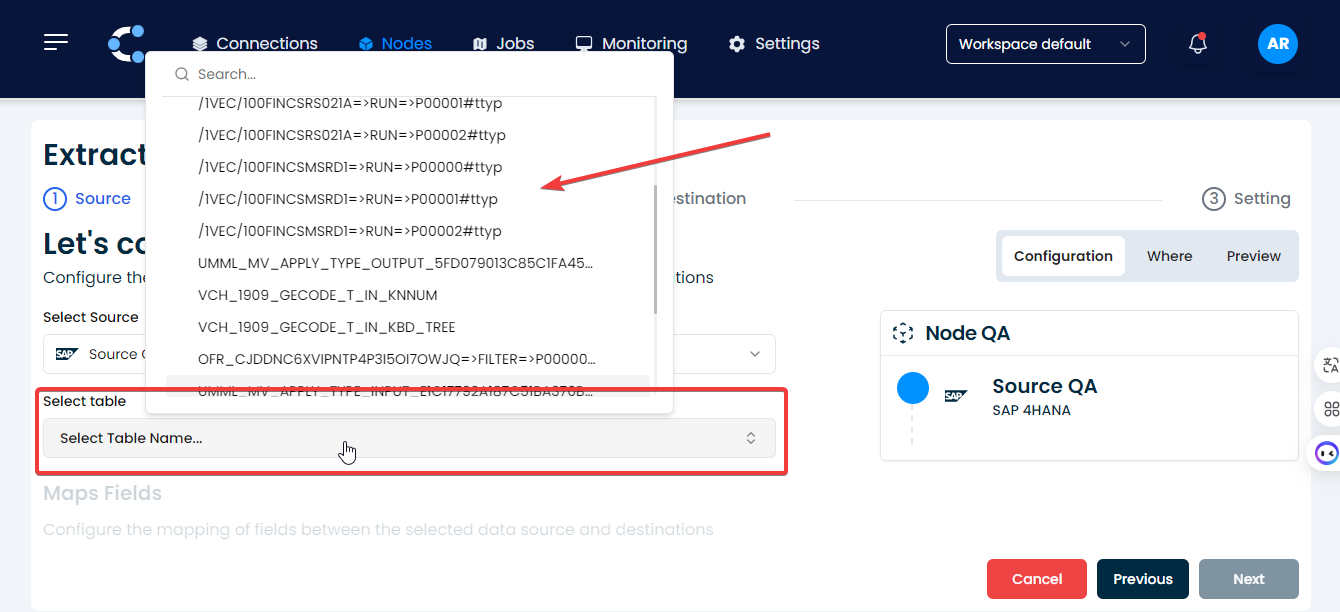 Connections
Nodes
Jobs
Monitoring
Settings
Workspace default
AR
Search...
/1VEC/100FINCSRS021A=>RUN=>P00001#ttyp
/1VEC/100FINCSRS021A=>RUN=>P00002#ttyp
/1VEC/100FINCSMSRD1=>RUN=>P00000#ttyp
/1VEC/100FINCSMSRD1=>RUN=>P00001#ttyp
/1VEC/100FINCSMSRD1=>RUN=>P00002#ttyp
UMML_MV_APPLY_TYPE_OUTPUT_5FD079013C85C1FA45...
VCH_1909_GECODE_T_IN_KNNUM
VCH_1909_GECODE_T_IN_KBD_TREE
OFR_CJDDNC6XVIPNTP4P3I5OI7OWJQ=>FILTER=>P00000...
Extract
1 Source
estination
3 Setting
Let's co
Configure the
tions
Select Source
SAP Source
Select table
Select Table Name...
Maps Fields
Configure the mapping of fields between the selected data source and destinations
Configuration
Where
Preview
Node QA
SAP
Source QA
SAP 4HANA
Cancel
Previous
Next